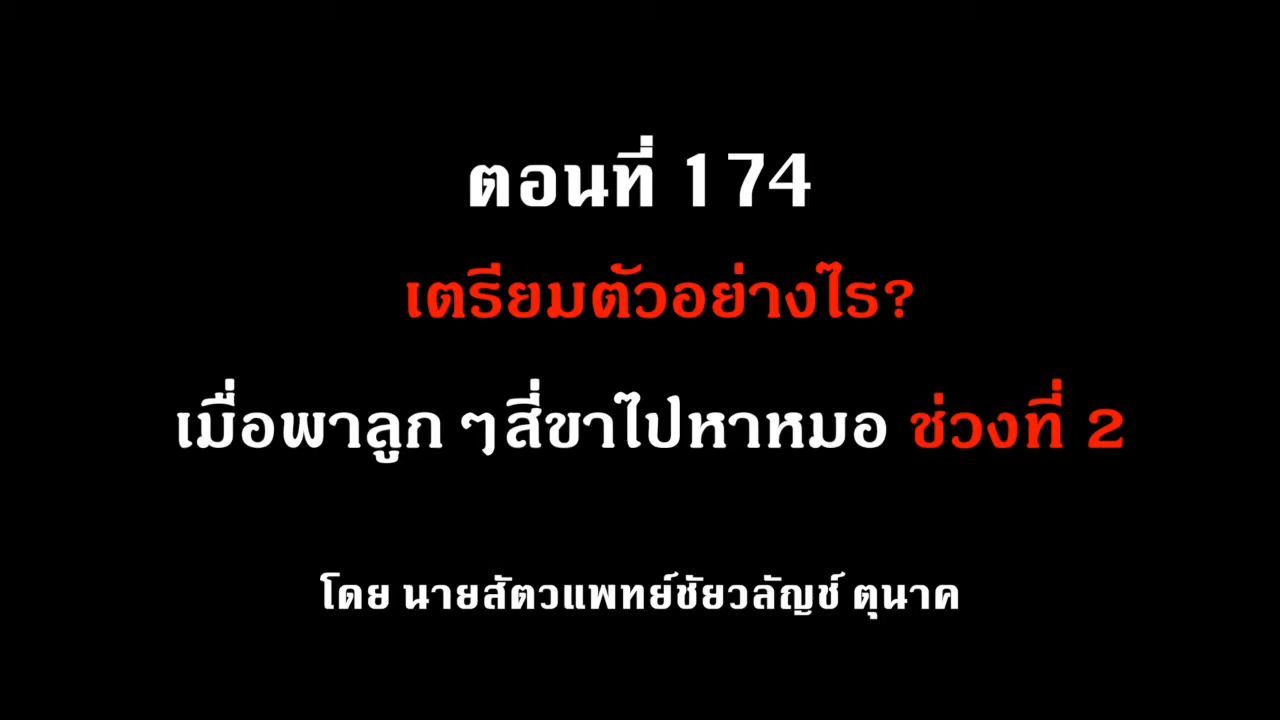 ตอนที่ 174
เตรียมตัวอย่างไร?
เมื่อพาลูก ๆสี่ขาไปหาหมอ ช่วงที่ 2
โดย นายสัตวแพทย์ชัยวลัญช์ ตุนาค